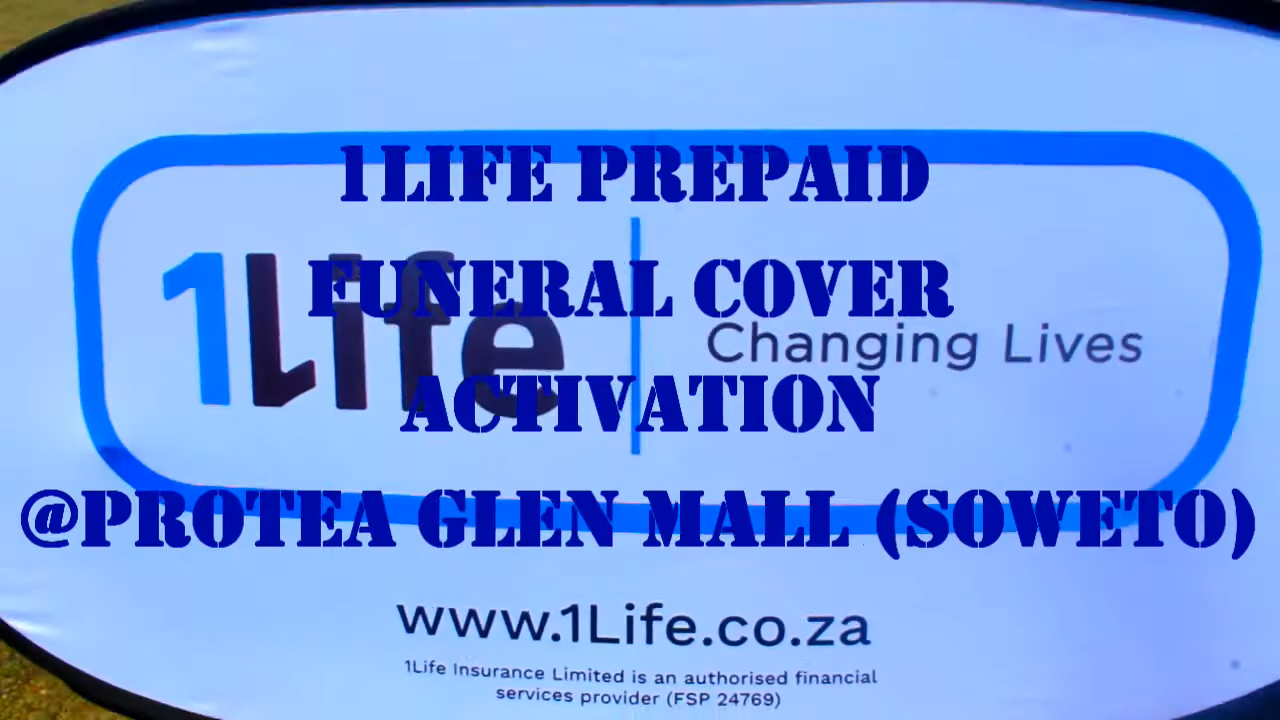 1LIFE PREPAID
FUNERAL COVER
ACTIVATION
@PROTEA GLEN MALL (SOWETO)
1Life
Changing Lives
www.1Life.co.za
1Life Insurance Limited is an authorised financial
services provider (FSP 24769)